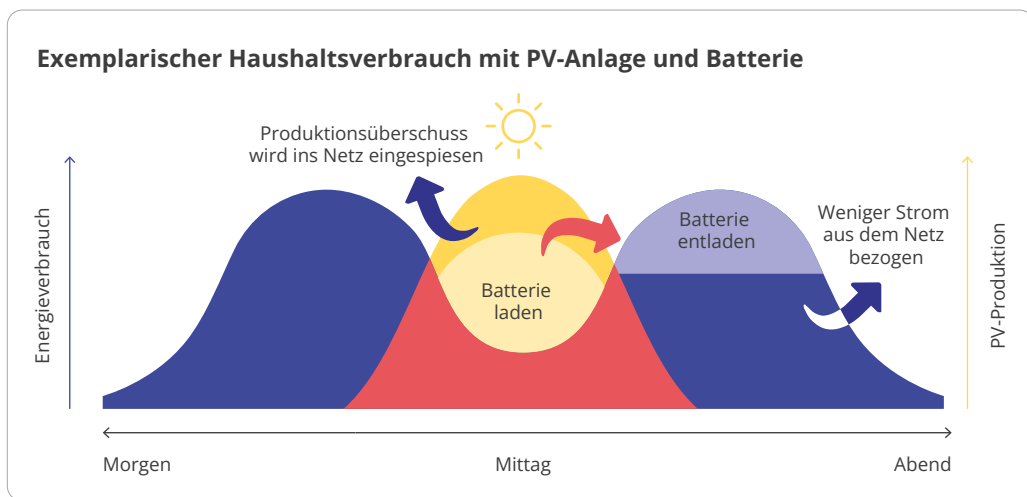 Exemplarischer Haushaltsverbrauch mit PV-Anlage und Batterie
Produktionsüberschuss
wird ins Netz eingespiesen
Energieverbrauch
Batterie
laden
Batterie
entladen
Weniger Strom
aus dem Netz
bezogen
PV-Produktion
Morgen
Mittag
Abend